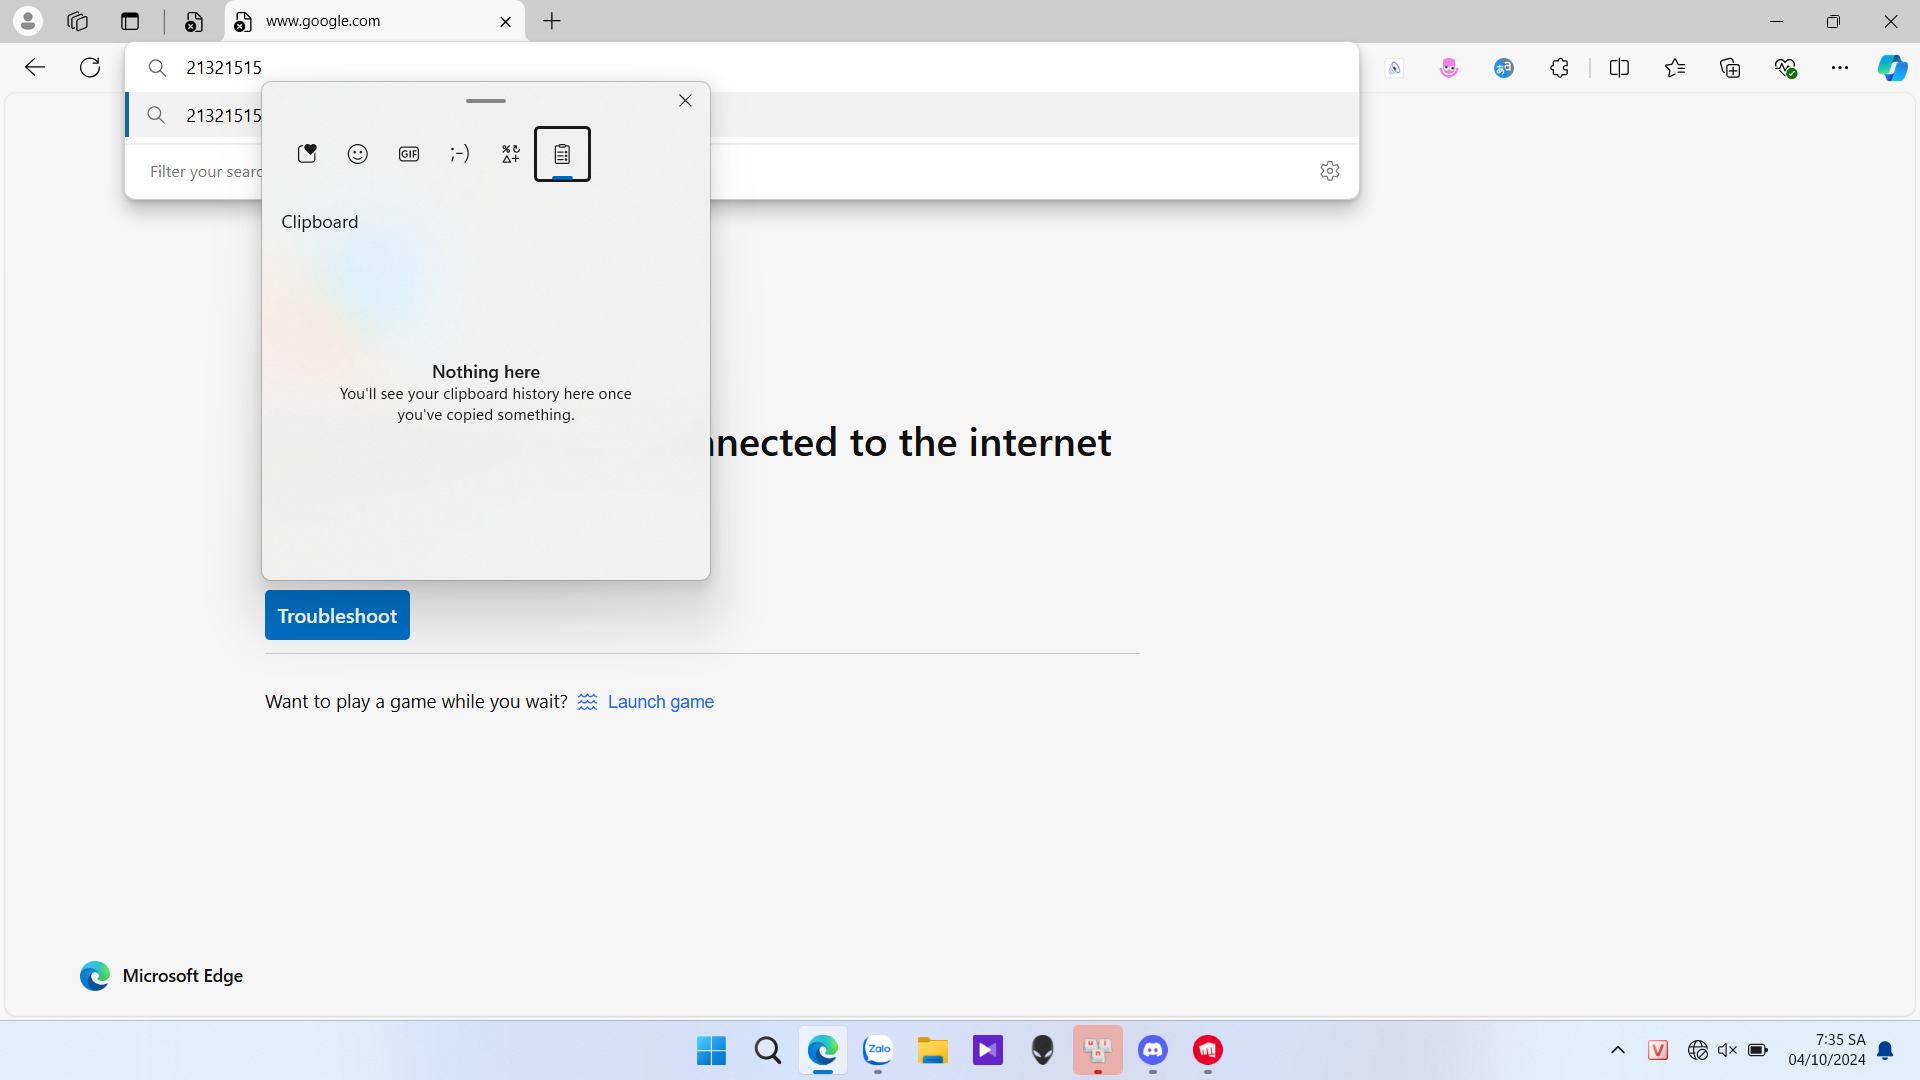 www.google.com
21321515
21321515
Filter your searc
GIF
;-)
Clipboard
Nothing here
You'll see your clipboard history here once
you've copied something.
nnected to the internet
Troubleshoot
Want to play a game while you wait? Launch game
Microsoft Edge
Zalo
V
7:35 SA
04/10/2024